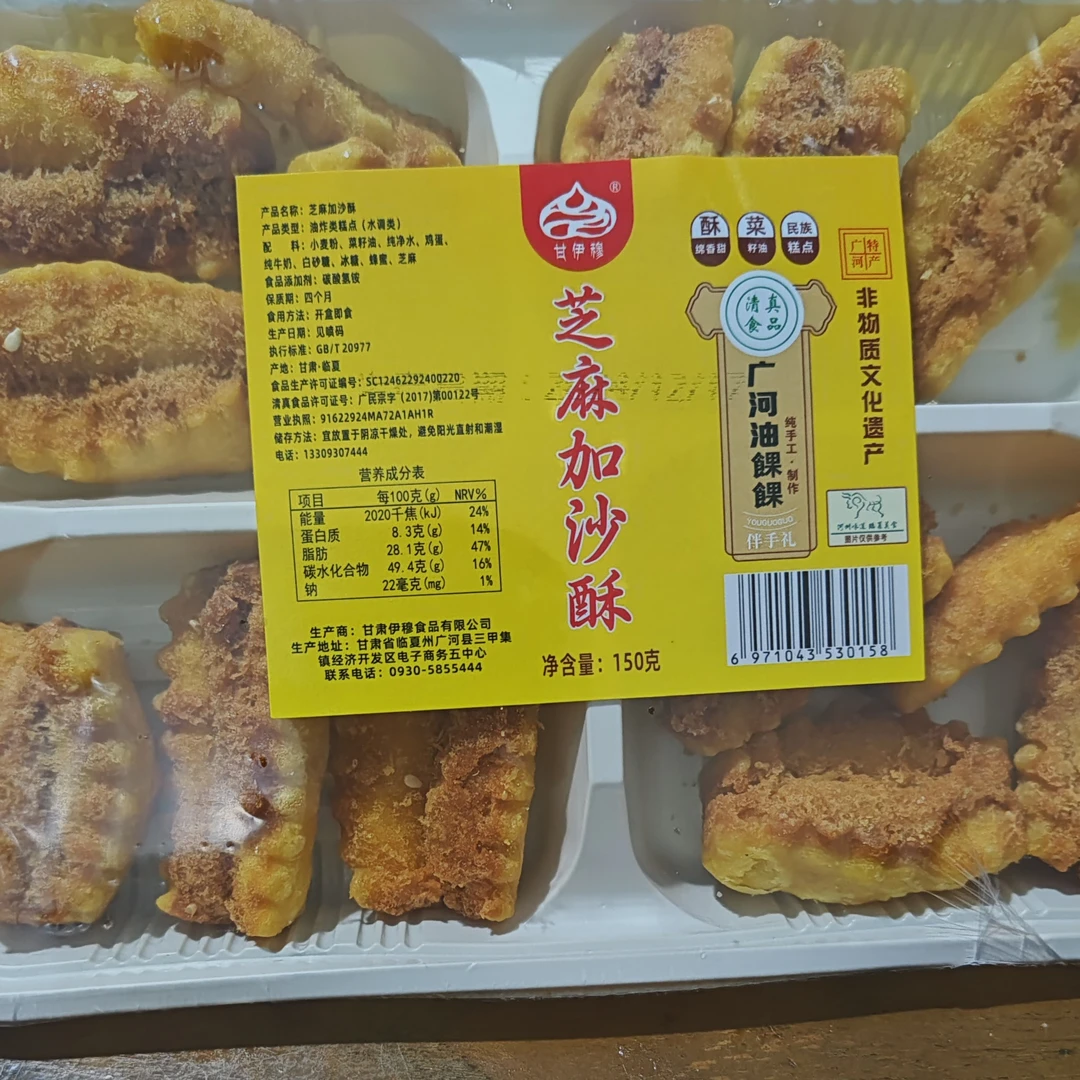 产品名称：芝麻加沙酥
产品类型：油炸类糕点（水调类）
配　料：小麦粉、菜籽油、纯净水、鸡蛋、
纯牛奶、白砂糖、冰糖、蜂蜜、芝麻
食品添加剂：碳酸氢铵
保质期：四个月
食用方法：开盒即食
生产日期：见喷码
执行标准：GB/T 20977
产地：甘肃·临夏
食品生产许可证编号：SC12462292400220
清真食品许可证号：广民宗字（2017)第00122号
营业执照：91622924MA72A1AH1R
储存方法：宜放置于阴凉干燥处，避免阳光直射和潮湿
电话：13309307444
营养成分表
项目 每100克(g) NRV%
能量 2020千焦(kJ) 24%
蛋白质 8.3克(g) 14%
脂肪 28.1克(g) 47%
碳水化合物 49.4克(g) 16%
钠 22毫克(mg) 1%
生产商：甘肃伊穆食品有限公司
生产地址：甘肃省临夏州广河县三甲集
镇经济开发区电子商务五中心
联系电话：0930-5855444
®
甘伊穆
芝麻加沙酥
净含量：150克
酥
绵香甜
菜
籽油
民族
糕点
清真
食品
广河油餜餜
纯手工·制作
YOUGUOGUO
伴手礼
广河
特产
非物质文化遗产
图片仅供参考
6 971043 530158